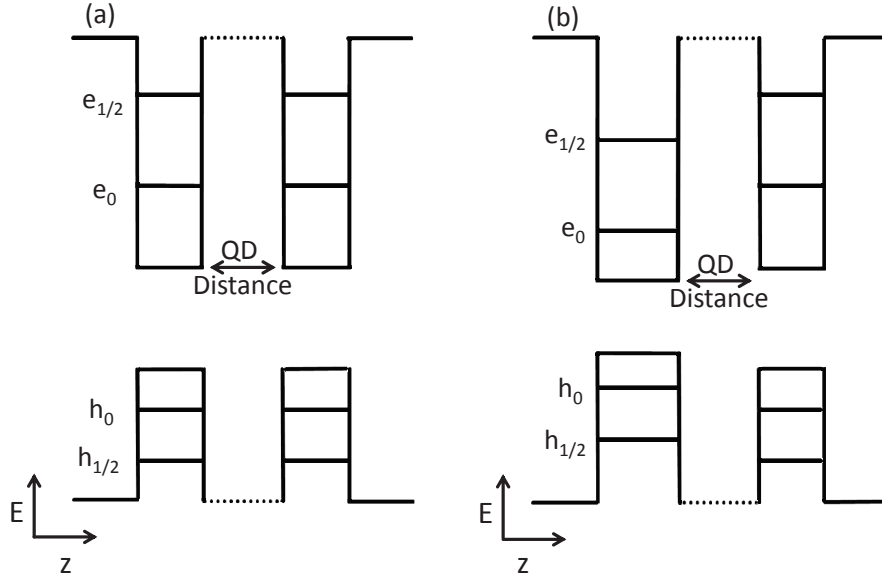 (a)
e1/2
e0
QD
Distance
h0
h1/2
E
z
(b)
e1/2
e0
QD
Distance
h0
h1/2
E
z